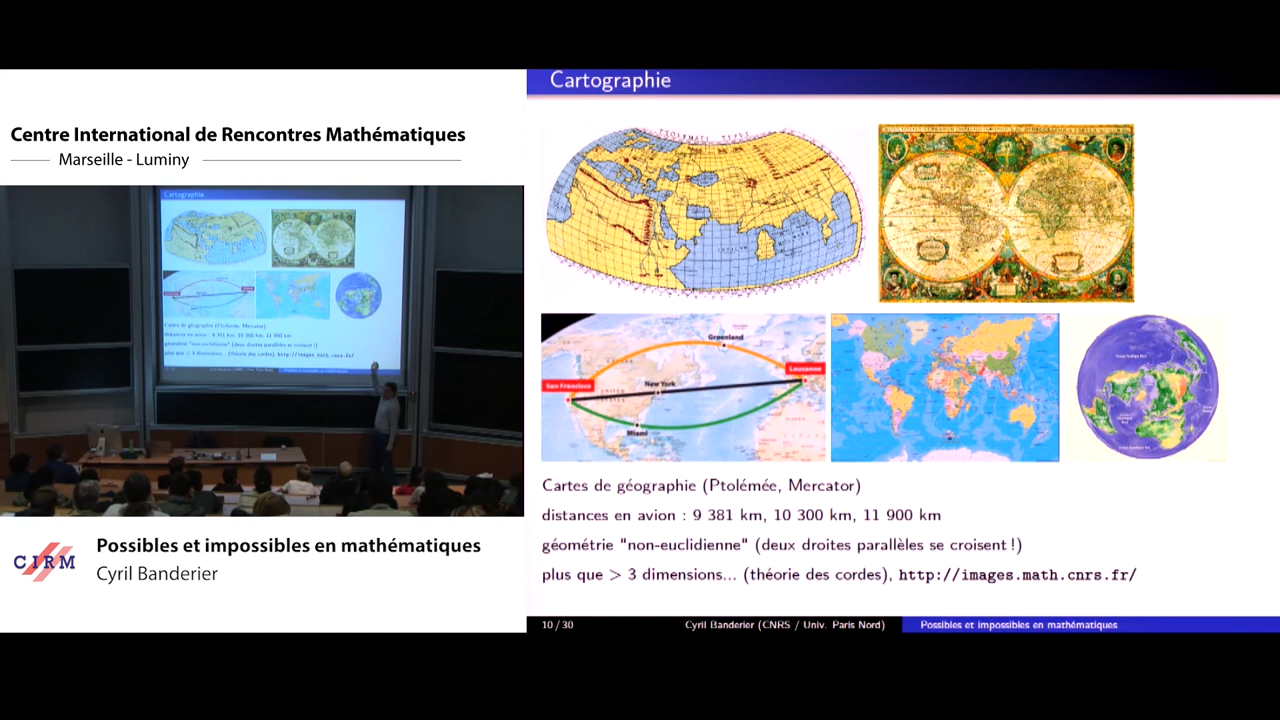 Cartographie
Centre International de Rencontres Mathématiques
Marseille - Luminy
PTOLEMAEI TYPUS
Greenland
San Francisco
New York
Lausanne
Miami
Cartes de géographie (Ptolémée, Mercator)
distances en avion : 9 381 km, 10 300 km, 11 900 km
géométrie "non-euclidienne" (deux droites parallèles se croisent !)
plus que > 3 dimensions... (théorie des cordes), http://images.math.cnrs.fr/
CIRM
Possibles et impossibles en mathématiques
Cyril Banderier
10 / 30
Cyril Banderier (CNRS / Univ. Paris Nord)
Possibles et impossibles en mathématiques